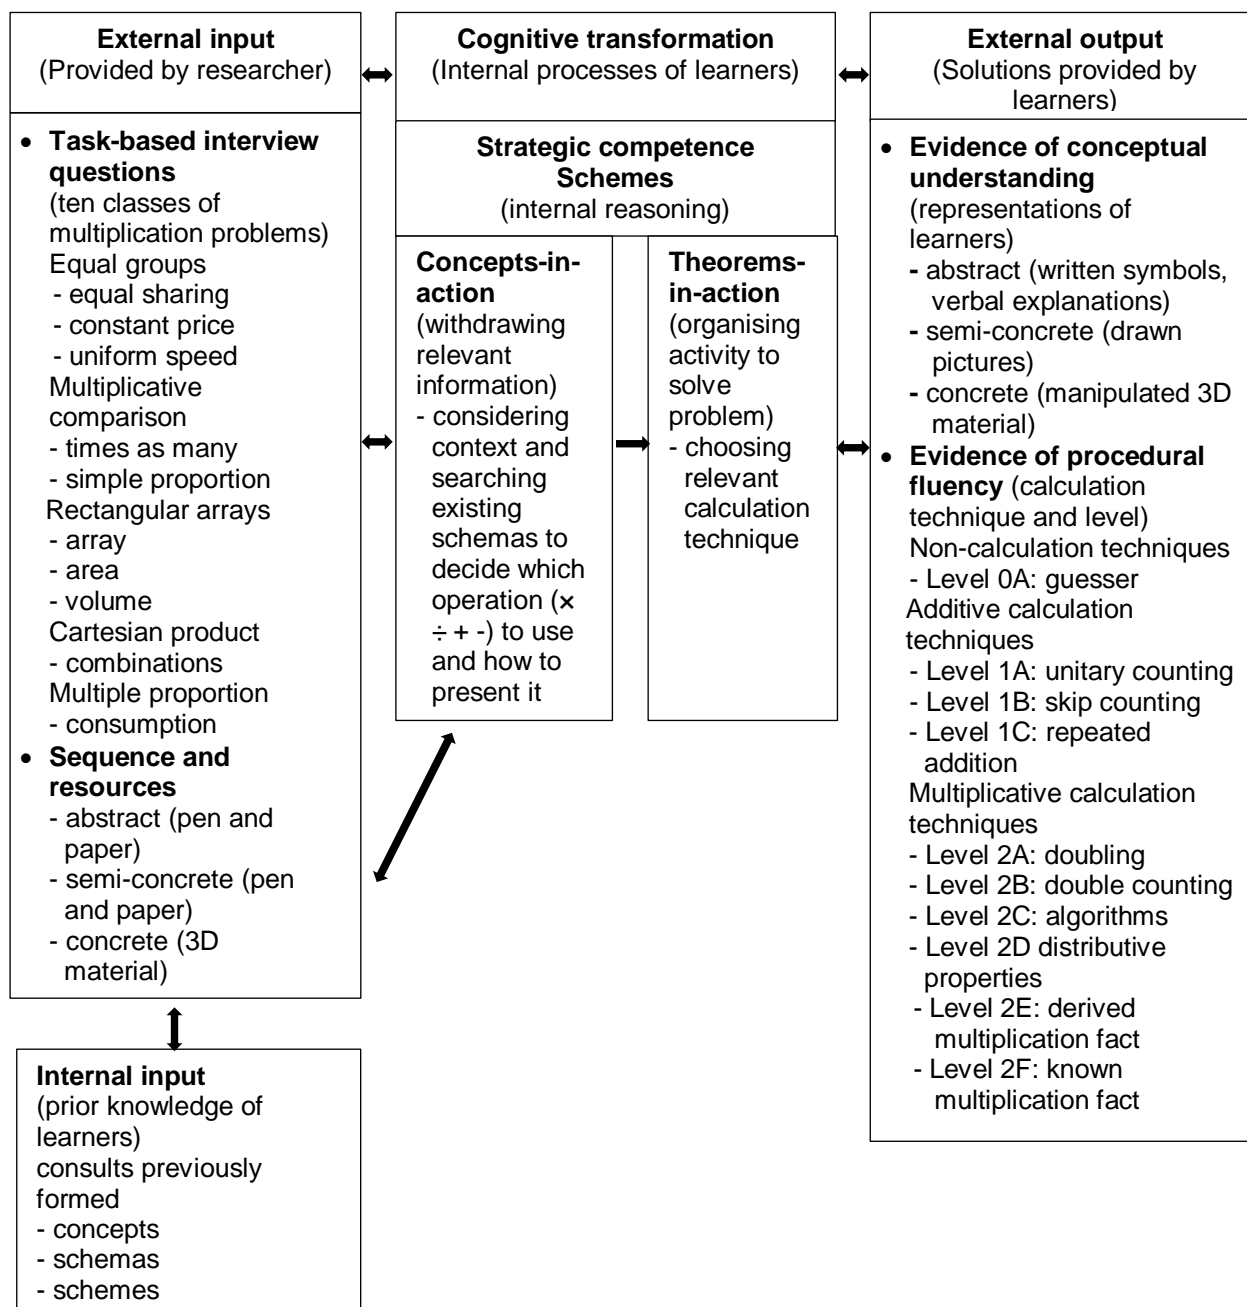 External input
(Provided by researcher)
Cognitive transformation
(Internal processes of learners)
External output
(Solutions provided by
learners)
• Task-based interview
questions
(ten classes of
multiplication problems)
Equal groups
- equal sharing
- constant price
- uniform speed
Multiplicative
comparison
- times as many
- simple proportion
Rectangular arrays
- array
- area
- volume
Cartesian product
- combinations
Multiple proportion
- consumption
• Sequence and
resources
- abstract (pen and
paper)
- semi-concrete (pen
and paper)
- concrete (3D
material)
Strategic competence
Schemes
(internal reasoning)
Concepts-in-
action
(withdrawing
relevant
information)
- considering
context and
searching
existing
schemas to
decide which
operation (×
÷ + -) to use
and how to
present it
Theorems-
in-action
(organising
activity to
solve
problem)
- choosing
relevant
calculation
technique
• Evidence of conceptual
understanding
(representations of
learners)
- abstract (written symbols,
verbal explanations)
- semi-concrete (drawn
pictures)
- concrete (manipulated 3D
material)
• Evidence of procedural
fluency (calculation
technique and level)
Non-calculation techniques
- Level 0A: guesser
Additive calculation
techniques
- Level 1A: unitary counting
- Level 1B: skip counting
- Level 1C: repeated
addition
Multiplicative calculation
techniques
- Level 2A: doubling
- Level 2B: double counting
- Level 2C: algorithms
- Level 2D distributive
properties
- Level 2E: derived
multiplication fact
- Level 2F: known
multiplication fact
Internal input
(prior knowledge of
learners)
consults previously
formed
- concepts
- schemas
- schemes